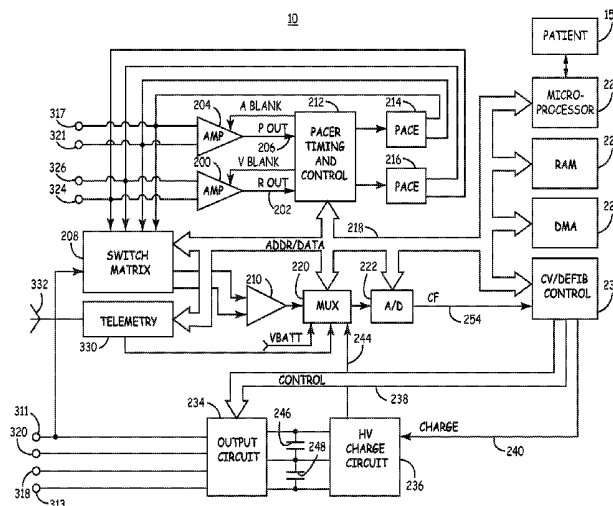 10
PATIENT
15
MICRO-
PROCESSOR
22
RAM
22
DMA
22
CV/DEFIB
CONTROL
23
317
321
326
324
204
AMP
A BLANK
P OUT
206
V BLANK
200
AMP
R OUT
202
212
PACER
TIMING
AND
CONTROL
214
PACE
216
PACE
218
ADDR/DATA
208
SWITCH
MATRIX
210
220
MUX
222
A/D
CF
254
332
TELEMETRY
330
VBATT
244
CONTROL
238
234
246
311
320
318
313
OUTPUT
CIRCUIT
248
HV
CHARGE
CIRCUIT
236
CHARGE
240